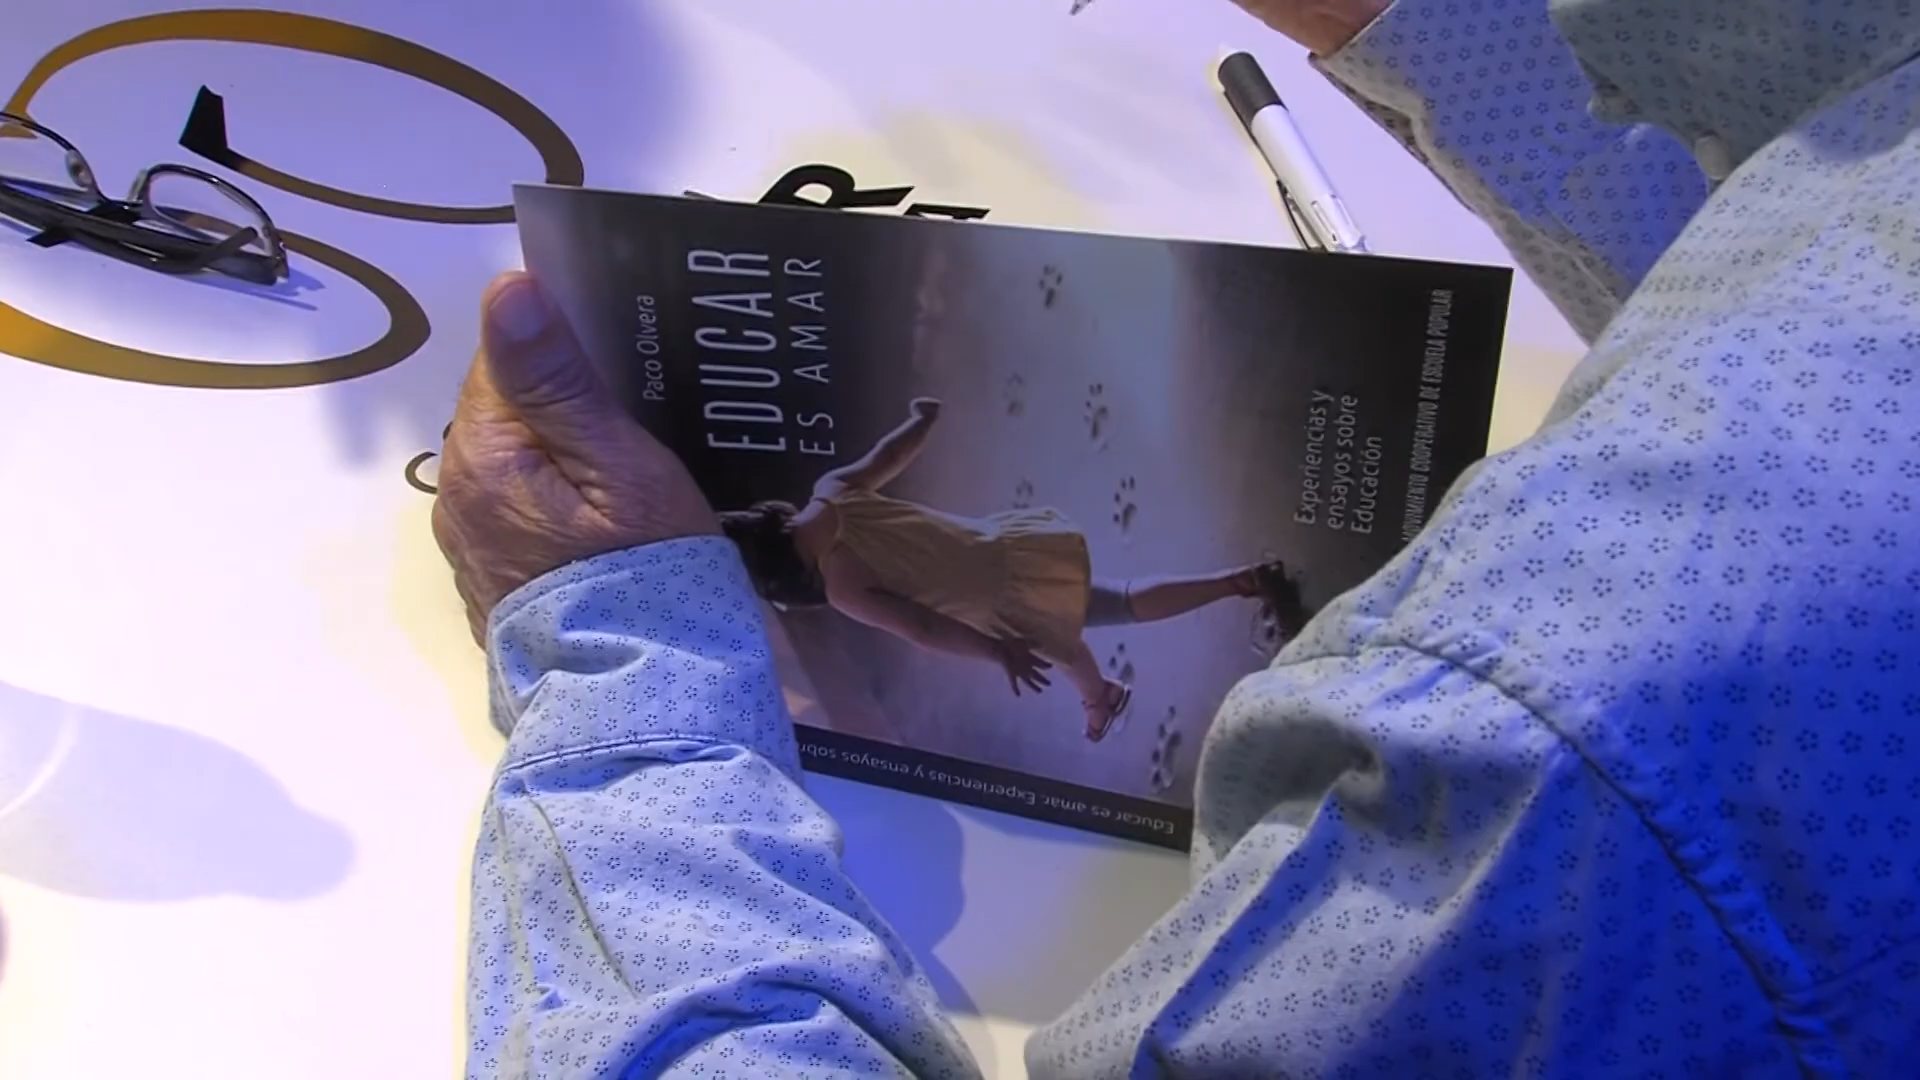 Paco Olvera
EDUCAR
ES AMAR
Experiencias y
ensayos sobre
Educación
MOVIMIENTO COOPERATIVO DE ESCUELA POPULAR
Educar es amar. Experiencias y ensayos sobre